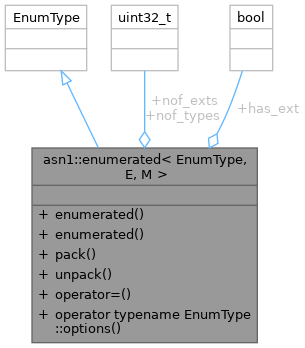 EnumType
uint32_t
bool
+nof_exts
+nof_types
+has_ext
asn1::enumerated< EnumType,
E, M >
+ enumerated()
+ enumerated()
+ pack()
+ unpack()
+ operator=()
+ operator typename EnumType
::options()